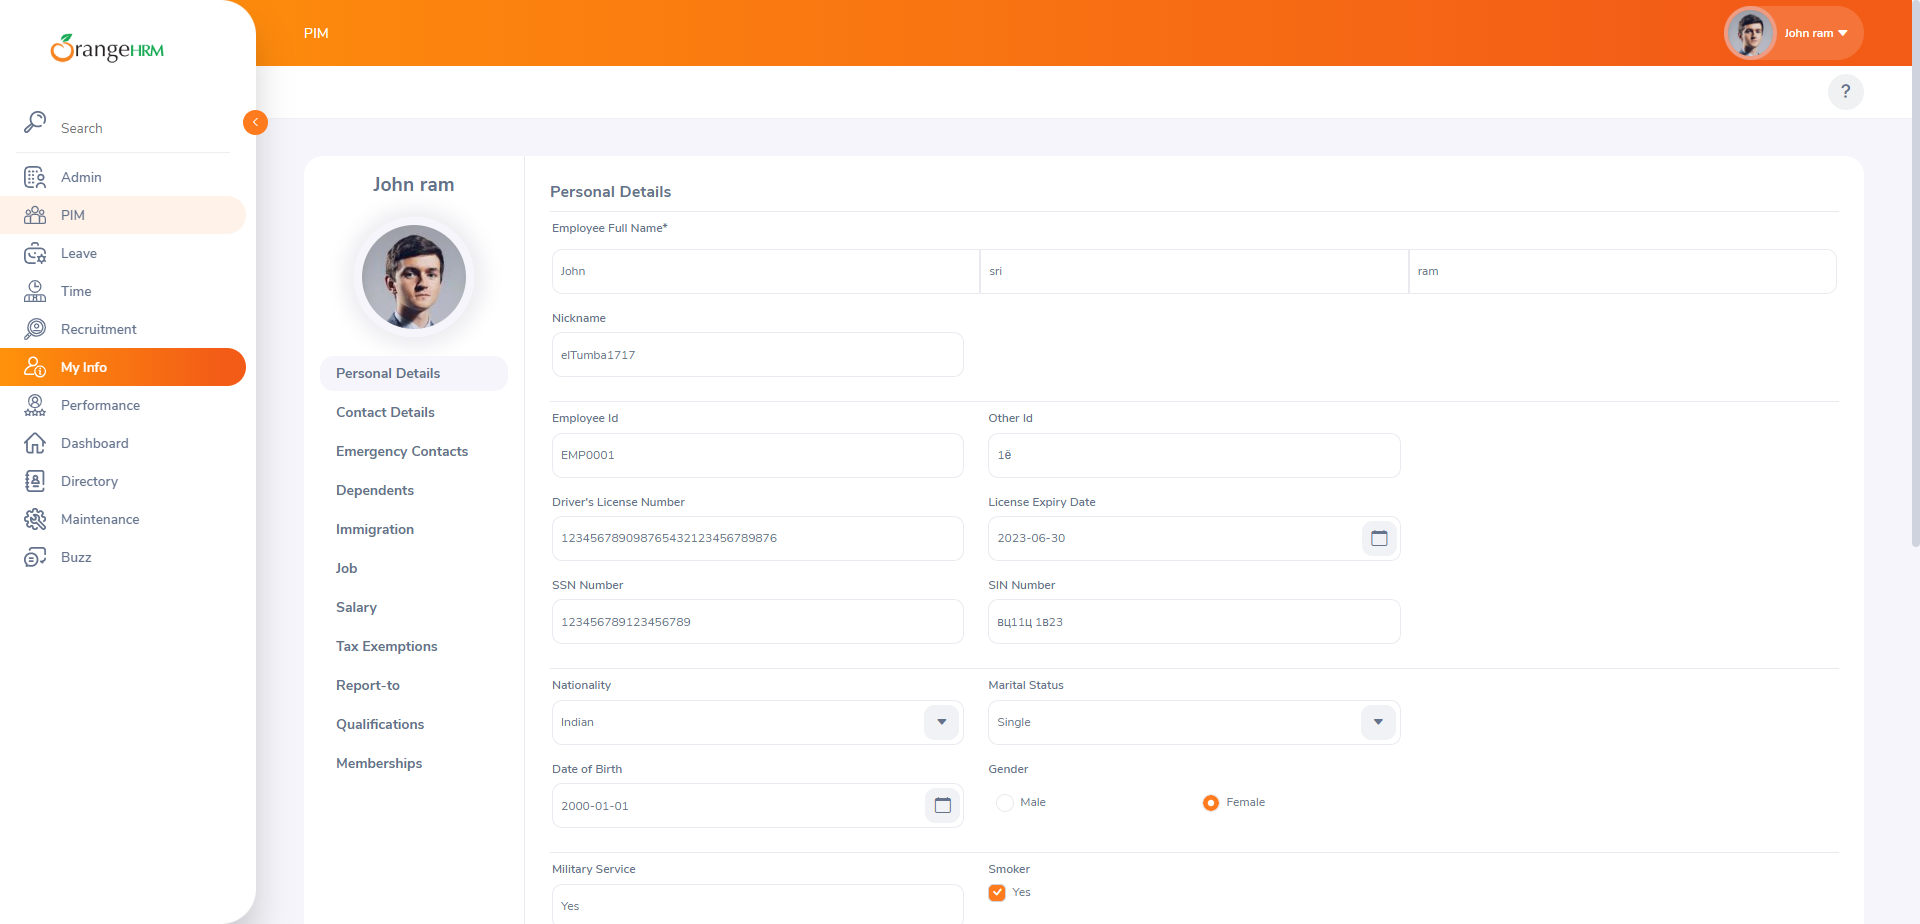 OrangeHRM
PIM
John ram
?
Search
Admin
PIM
Leave
Time
Recruitment
My Info
Performance
Dashboard
Directory
Maintenance
Buzz
John ram
Personal Details
Contact Details
Emergency Contacts
Dependents
Immigration
Job
Salary
Tax Exemptions
Report-to
Qualifications
Memberships
Personal Details
Employee Full Name*
John sri ram
Nickname
elTumba1717
Employee Id Other Id
EMP0001 1ё
Driver's License Number License Expiry Date
123456789098765432123456789876 2023-06-30
SSN Number SIN Number
123456789123456789 вц11ц 1в23
Nationality Marital Status
Indian Single
Date of Birth Gender
2000-01-01 Male Female
Military Service Smoker
Yes Yes